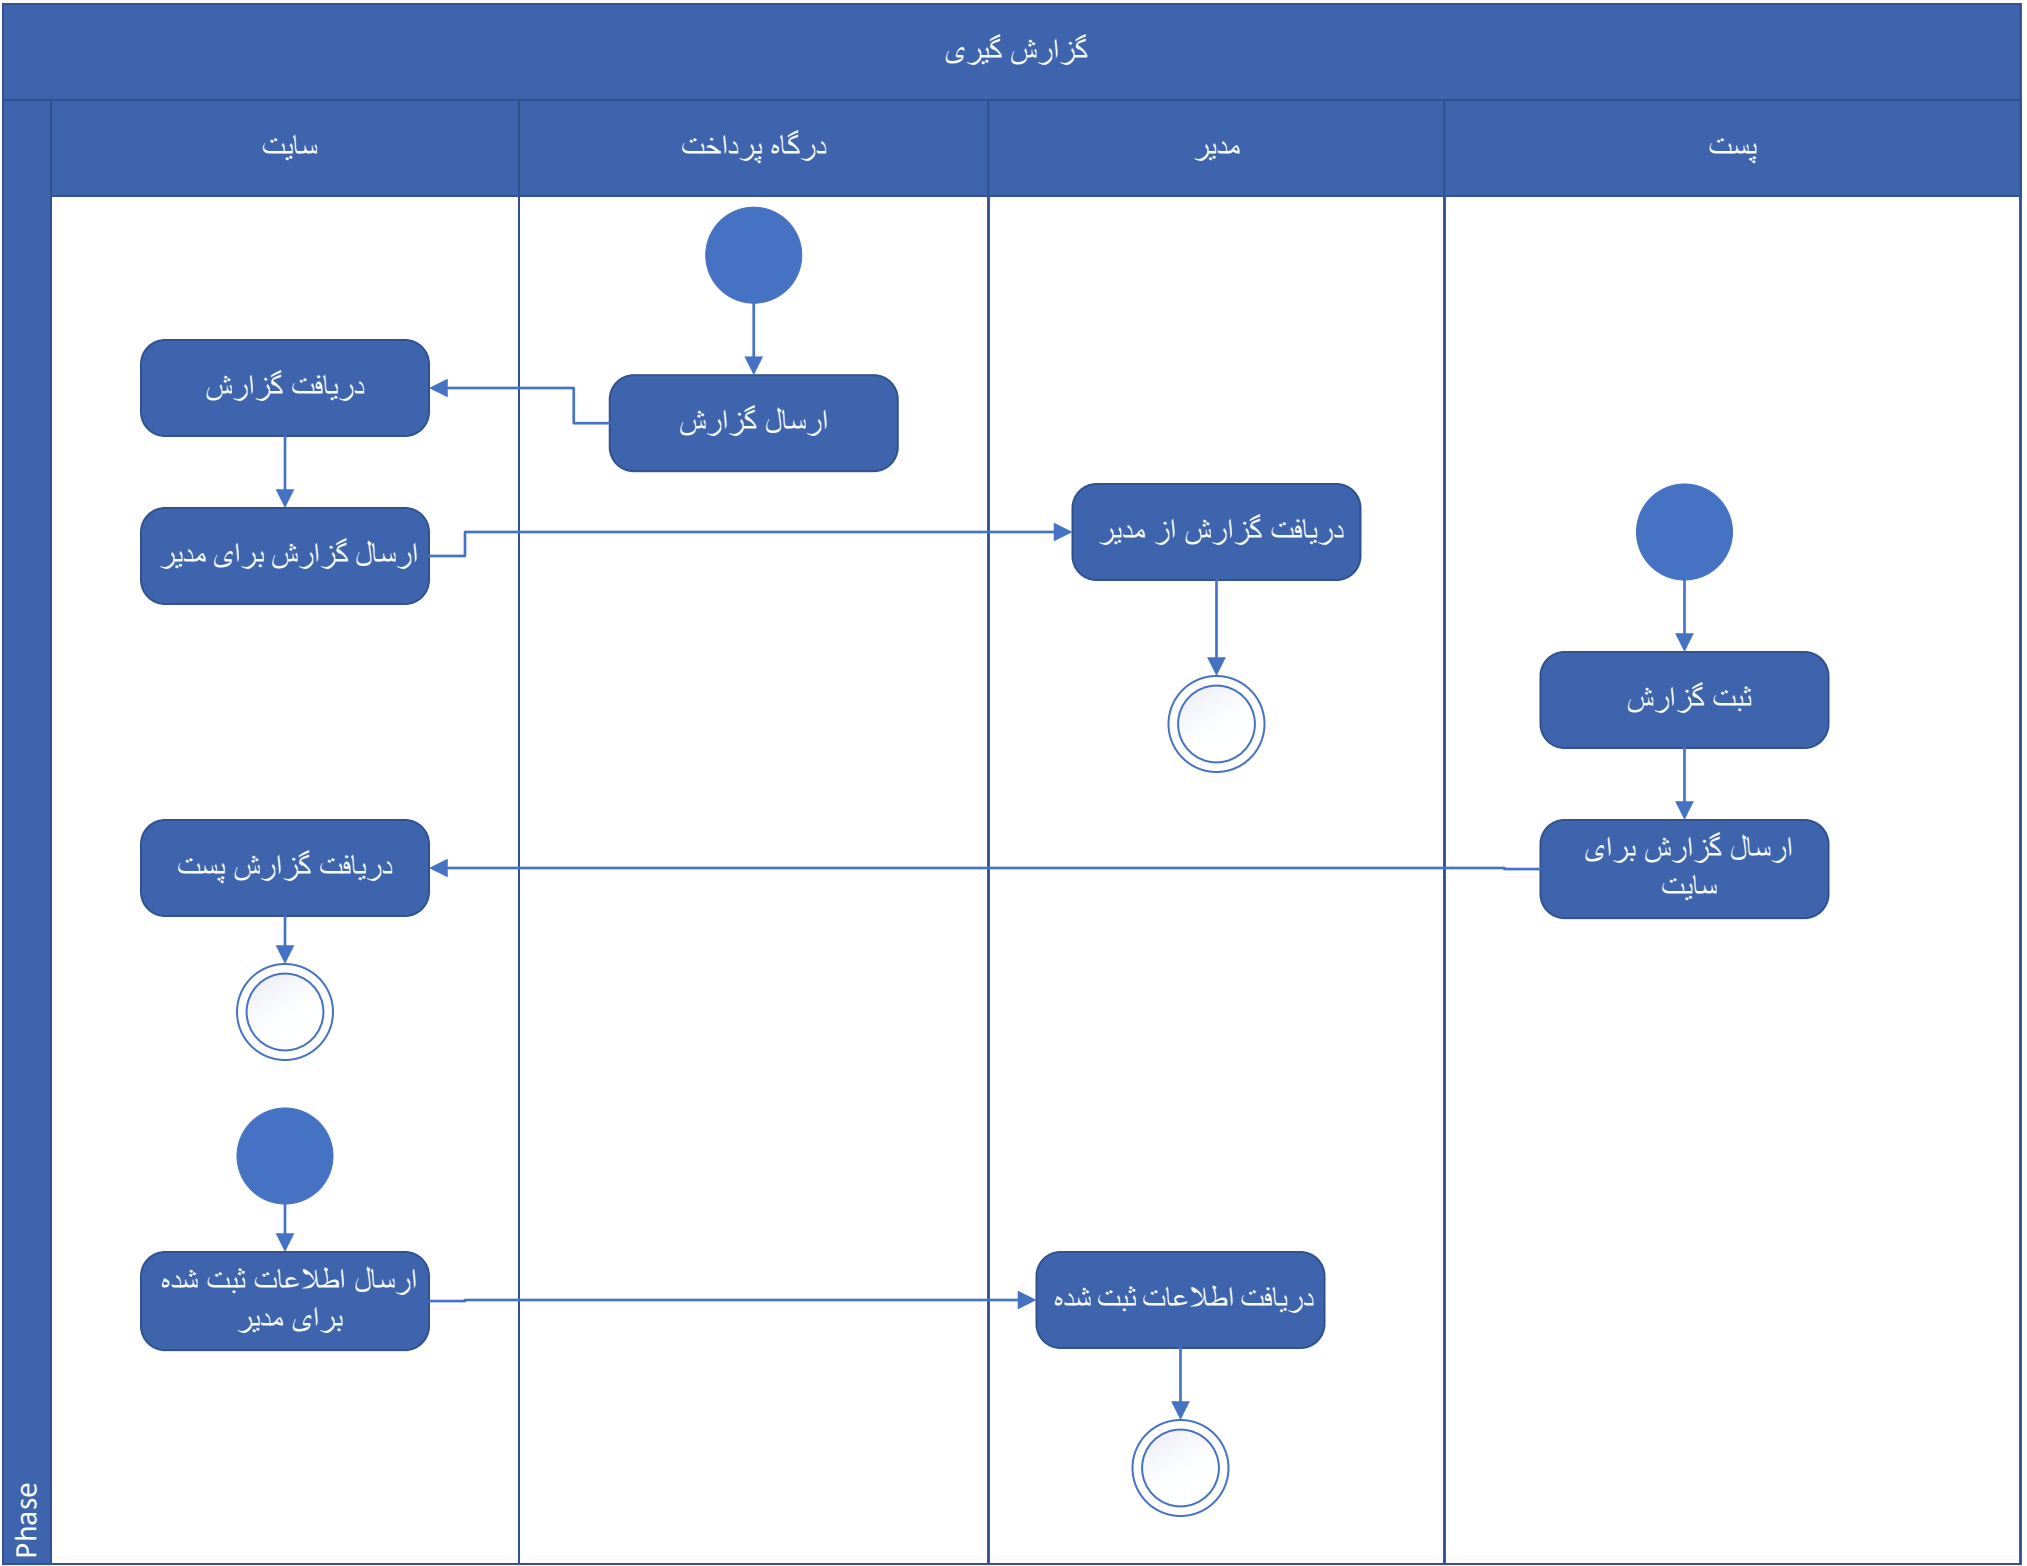 گزارش گیری
سایت
درگاه پرداخت
مدیر
پست
دریافت گزارش
ارسال گزارش
ارسال گزارش برای مدیر
دریافت گزارش از مدیر
ثبت گزارش
ارسال گزارش برای
سایت
دریافت گزارش پست
ارسال اطلاعات ثبت شده
برای مدیر
دریافت اطلاعات ثبت شده
Phase